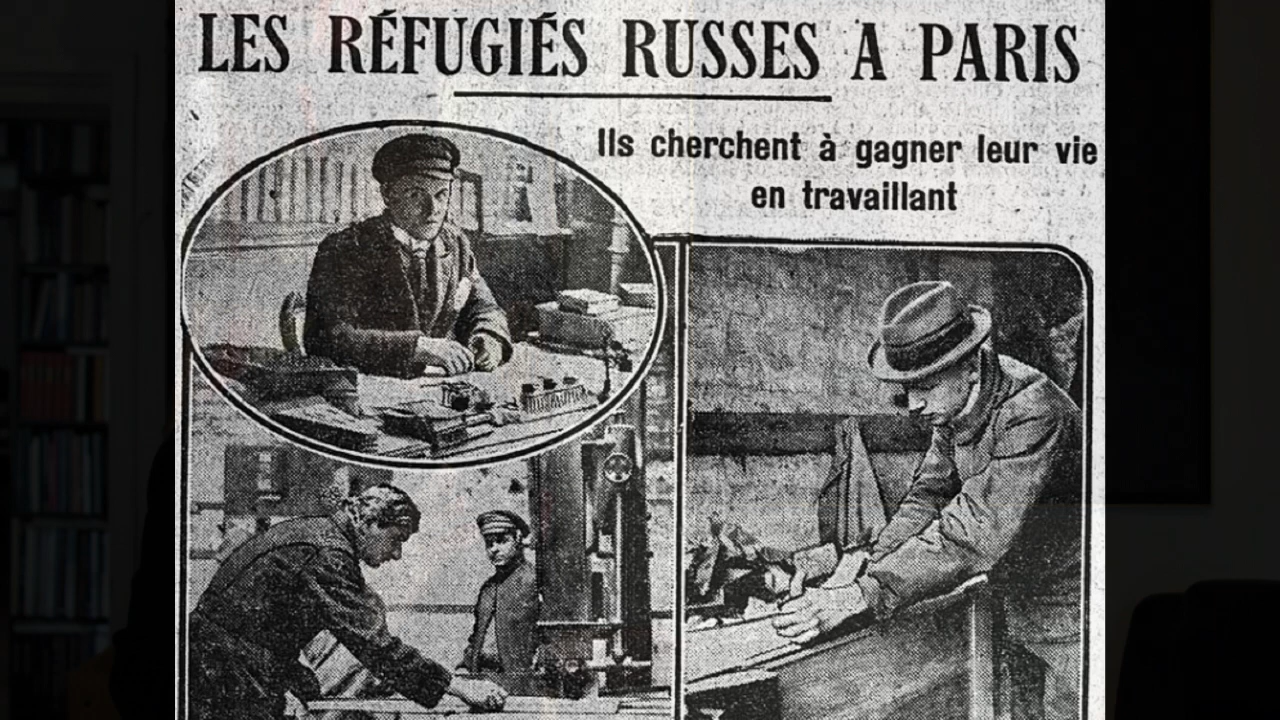 LES RÉFUGIÉS RUSSES A PARIS
Ils cherchent à gagner leur vie
en travaillant